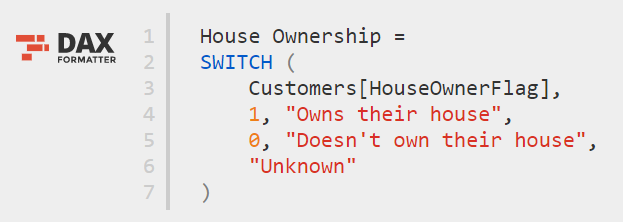 DAX
FORMATTER
1 House Ownership =
2 SWITCH (
3     Customers[HouseOwnerFlag],
4     1, "Owns their house",
5     0, "Doesn't own their house",
6     "Unknown"
7 )